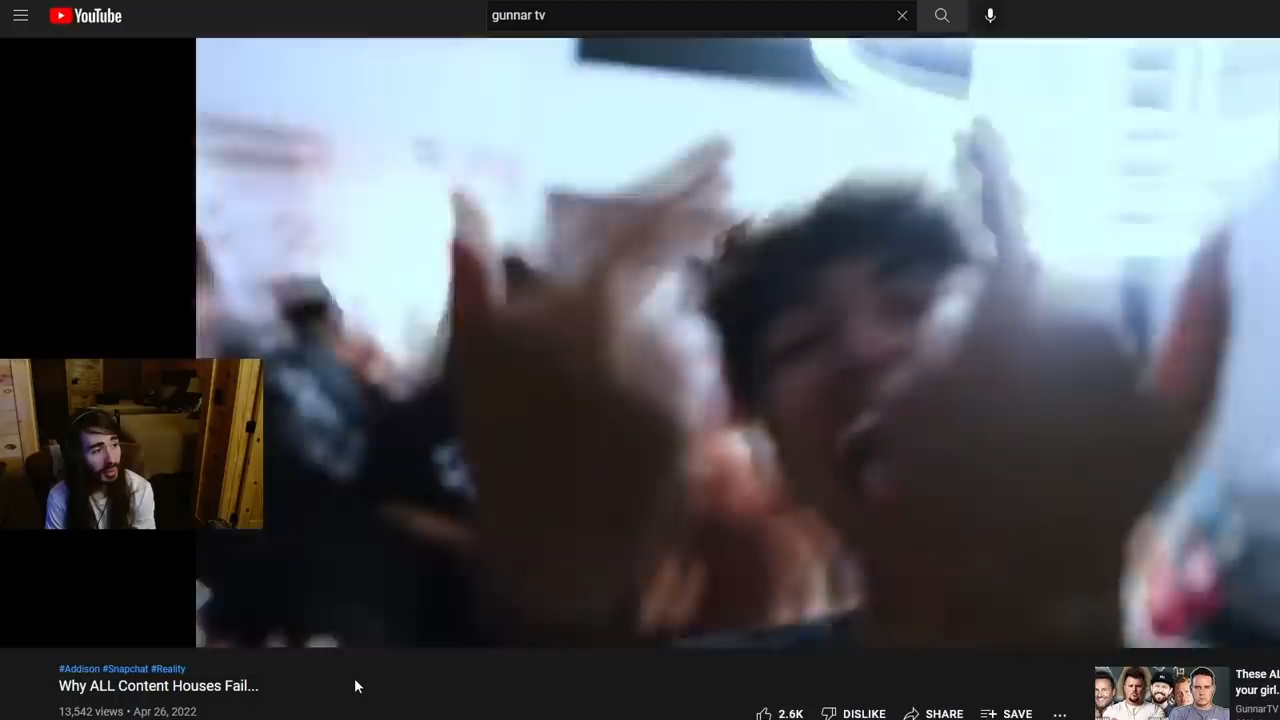 YouTube
gunnar tv
#Addison #Snapchat #Reality
Why ALL Content Houses Fail...
13,542 views • Apr 26, 2022
2.6K
DISLIKE
SHARE
SAVE
These AL
your girl.
GunnarTV